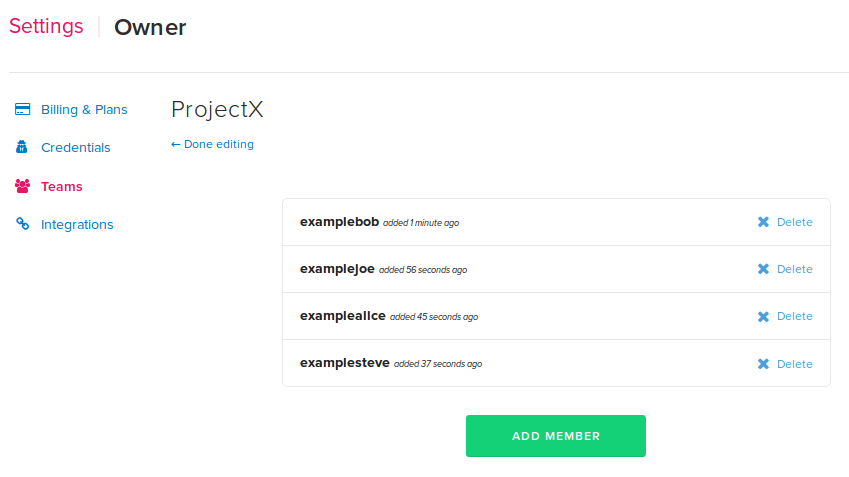 Settings | Owner
Billing & Plans
Credentials
Teams
Integrations
ProjectX
← Done editing
examplebob added 1 minute ago Delete
examplejoe added 56 seconds ago Delete
examplealice added 45 seconds ago Delete
examplesteve added 37 seconds ago Delete
ADD MEMBER